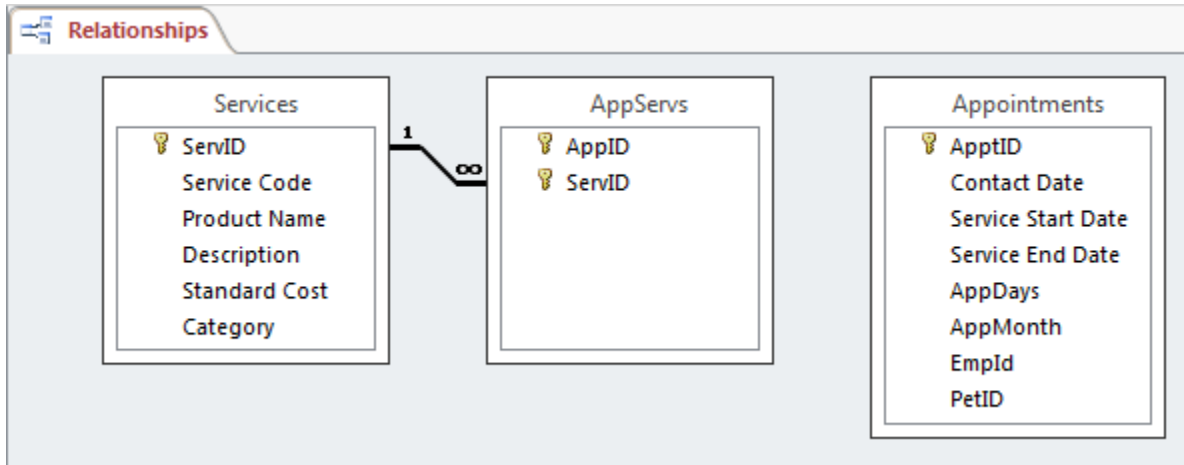 Relationships
Services
ServID
Service Code
Product Name
Description
Standard Cost
Category
1
∞
AppServs
AppID
ServID
Appointments
ApptID
Contact Date
Service Start Date
Service End Date
AppDays
AppMonth
EmpId
PetID